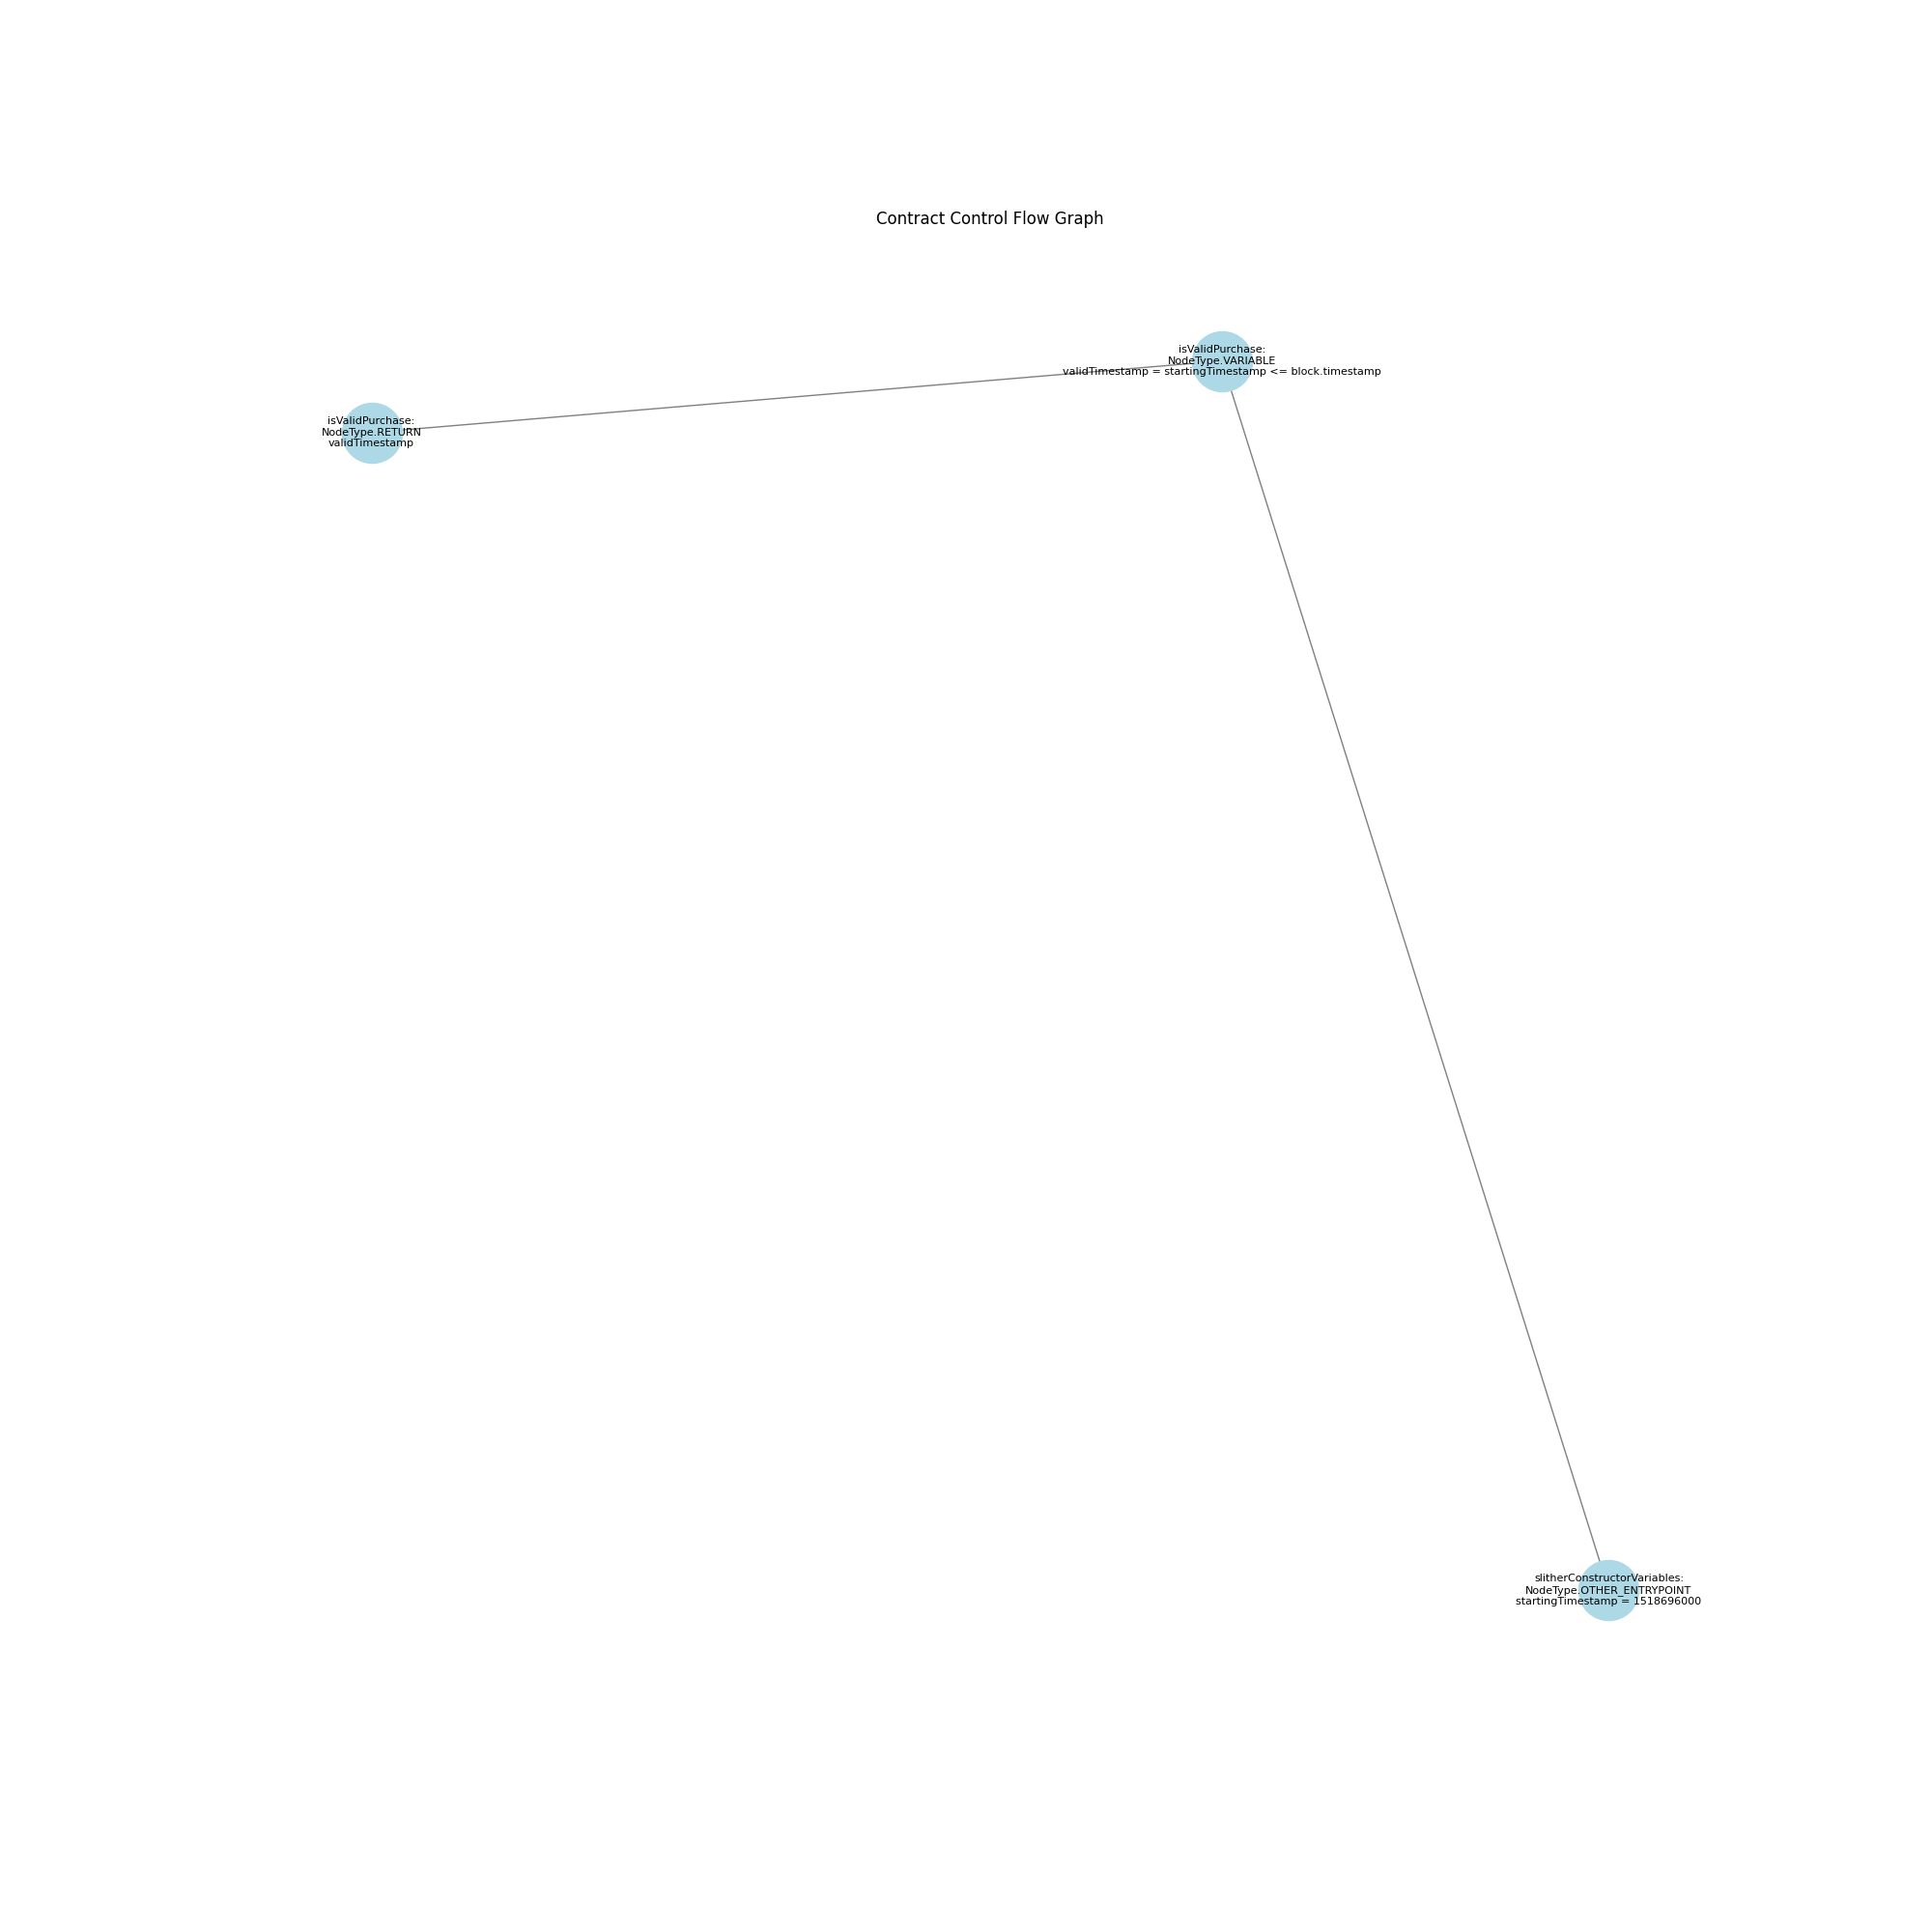 Contract Control Flow Graph
isValidPurchase:
NodeType.VARIABLE
validTimestamp = startingTimestamp <= block.timestamp
isValidPurchase:
NodeType.RETURN
validTimestamp
slitherConstructorVariables:
NodeType.OTHER_ENTRYPOINT
startingTimestamp = 1518696000